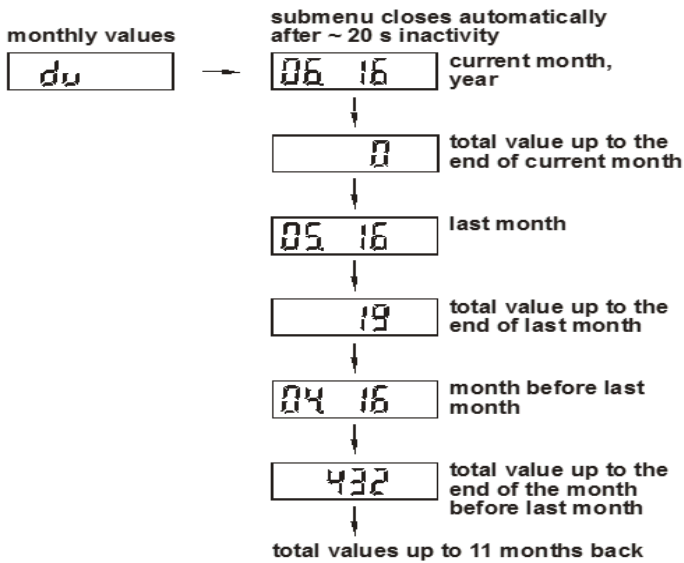 submenu closes automatically
after ~ 20 s inactivity
monthly values
du
06. 16
current month,
year
0
total value up to the
end of current month
05. 16
last month
19
total value up to the
end of last month
04 16
month before last
month
432
total value up to the
end of the month
before last month
total values up to 11 months back